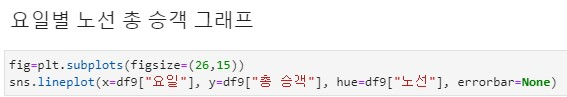 요일별 노선 총 승객 그래프
fig=plt.subplots(figsize=(26,15))
sns.lineplot(x=df9["요일"], y=df9["총 승객"], hue=df9["노선"], errorbar=None)